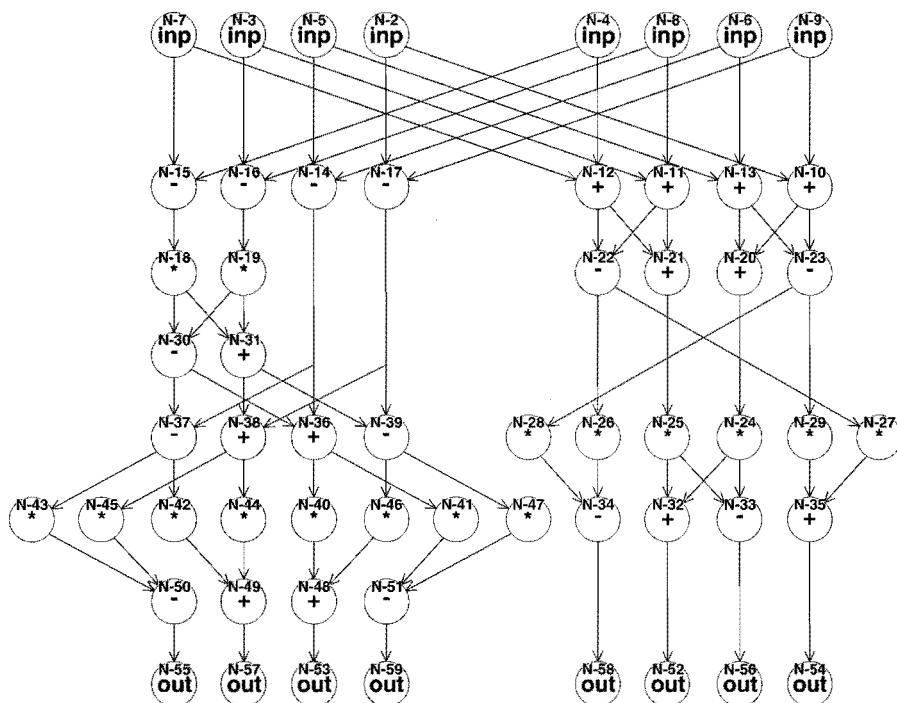 N-7 N-3 N-5 N-2 N-4 N-8 N-6 N-9
inp inp inp inp inp inp inp inp
N-15 N-16 N-14 N-17 N-12 N-11 N-13 N-10
- - - - + + + +
N-18 N-19 N-22 N-21 N-20 N-23
* * - + + -
N-30 N-31
- +
N-37 N-38 N-36 N-39 N-28 N-26 N-25 N-24 N-29 N-27
- + + - * * * * * *
N-43 N-45 N-42 N-44 N-40 N-46 N-41 N-47 N-34 N-32 N-33 N-35
* * * * * * * * - + - +
N-50 N-49 N-48 N-51
- + + -
N-55 N-57 N-53 N-59 N-58 N-52 N-56 N-54
out out out out out out out out